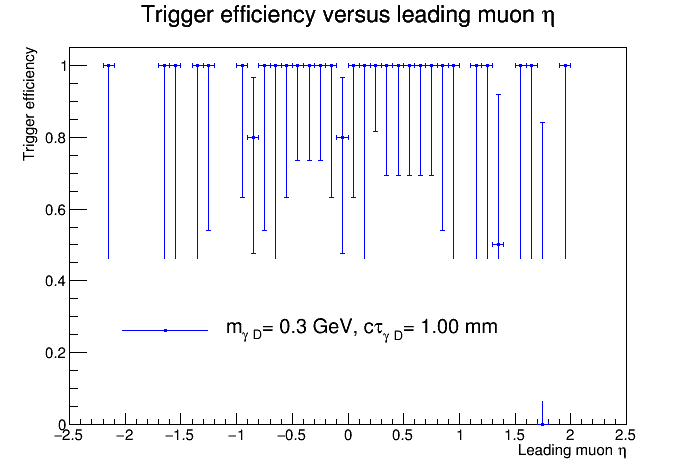 Trigger efficiency versus leading muon η
Trigger efficiency
1
0.8
0.6
0.4
0.2
0
m_γ D= 0.3 GeV, cτ_γ D= 1.00 mm
−2.5 −2 −1.5 −1 −0.5 0 0.5 1 1.5 2 2.5
Leading muon η